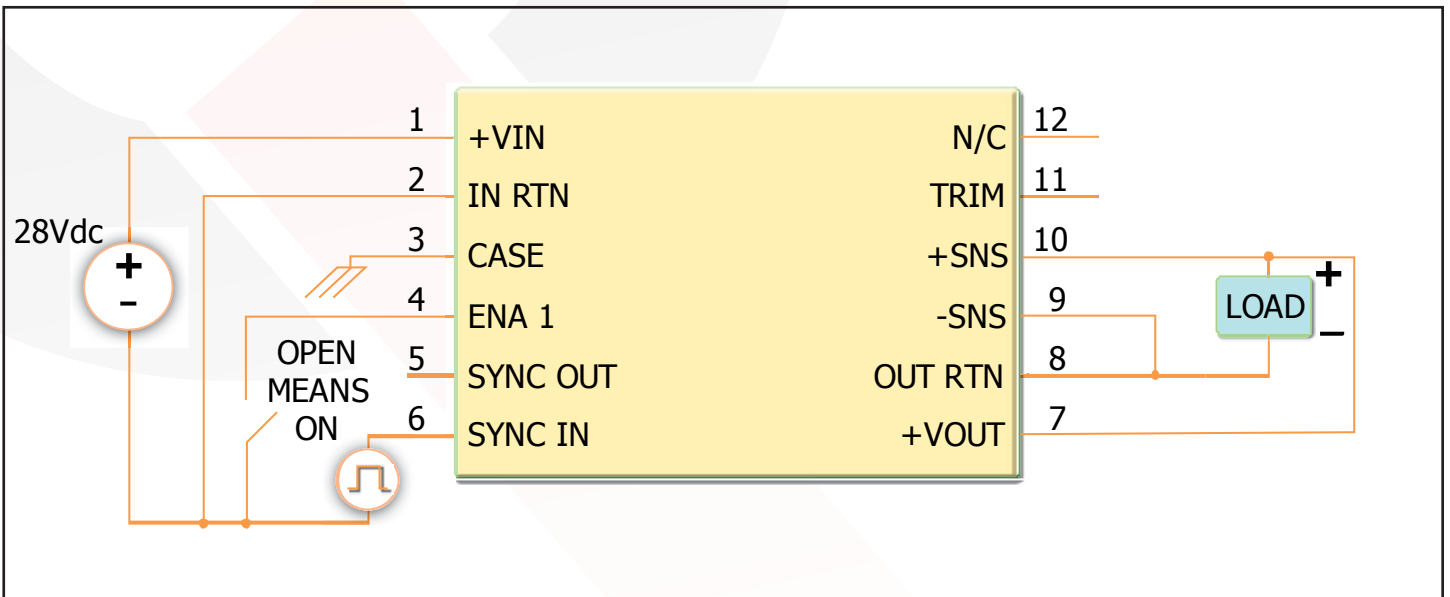 28Vdc
+
-
1
+VIN
2
IN RTN
3
CASE
4
ENA 1
5
SYNC OUT
6
SYNC IN
OPEN
MEANS
ON
12
N/C
11
TRIM
10
+SNS
9
-SNS
8
OUT RTN
7
+VOUT
LOAD
+
–